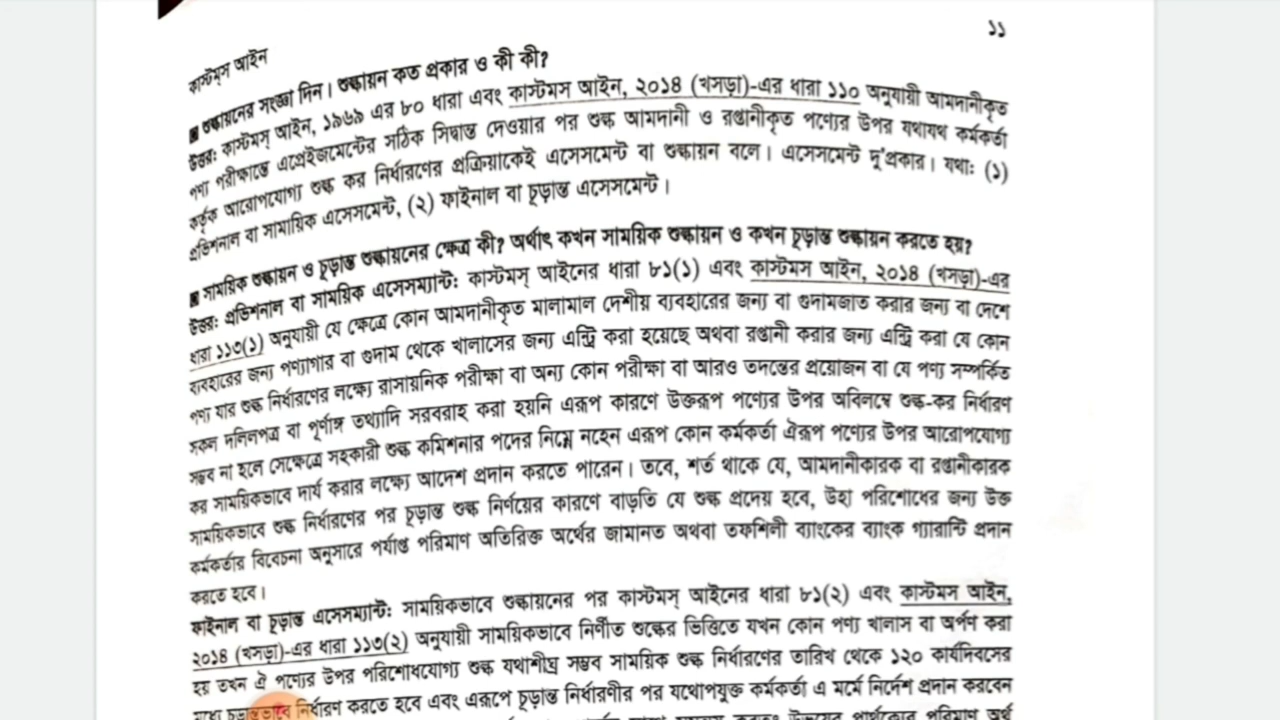 ১১
কাস্টমস আইন
■ শুল্কায়নের সংজ্ঞা দিন। শুল্কায়ন কত প্রকার ও কী কী?
উত্তর: কাস্টমস্ আইন, ১৯৬৯ এর ৮০ ধারা এবং কাস্টমস আইন, ২০১৪ (খসড়া)-এর ধারা ১১০ অনুযায়ী আমদানীকৃত
পণ্য পরীক্ষান্তে এপ্রেইজমেন্টের সঠিক সিদ্ধান্ত দেওয়ার পর শুল্ক আমদানী ও রপ্তানীকৃত পণ্যের উপর যথাযথ কর্মকর্তা
কর্তৃক আরোপযোগ্য শুল্ক কর নির্ধারণের প্রক্রিয়াকেই এসেসমেন্ট বা শুল্কায়ন বলে। এসেসমেন্ট দু'প্রকার। যথা: (১)
প্রভিশনাল বা সাময়িক এসেসমেন্ট, (২) ফাইনাল বা চূড়ান্ত এসেসমেন্ট।
■ সাময়িক শুল্কায়ন ও চূড়ান্ত শুল্কায়নের ক্ষেত্র কী? অর্থাৎ কখন সাময়িক শুল্কায়ন ও কখন চূড়ান্ত শুল্কায়ন করতে হয়?
উত্তর: প্রভিশনাল বা সাময়িক এসেসম্যান্ট: কাস্টমস্ আইনের ধারা ৮১(১) এবং কাস্টমস আইন, ২০১৪ (খসড়া)-এর
ধারা ১১৩(১) অনুযায়ী যে ক্ষেত্রে কোন আমদানীকৃত মালামাল দেশীয় ব্যবহারের জন্য বা গুদামজাত করার জন্য বা দেশে
ব্যবহারের জন্য পণ্যাগার বা গুদাম থেকে খালাসের জন্য এন্ট্রি করা হয়েছে অথবা রপ্তানী করার জন্য এন্ট্রি করা যে কোন
পণ্য যার শুল্ক নির্ধারণের লক্ষ্যে রাসায়নিক পরীক্ষা বা অন্য কোন পরীক্ষা বা আরও তদন্তের প্রয়োজন বা যে পণ্য সম্পর্কিত
সকল দলিলপত্র বা পূর্ণাঙ্গ তথ্যাদি সরবরাহ করা হয়নি এরূপ কারণে উক্তরূপ পণ্যের উপর অবিলম্বে শুল্ক-কর নির্ধারণ
সম্ভব না হলে সেক্ষেত্রে সহকারী শুল্ক কমিশনার পদের নিম্নে নহেন এরূপ কোন কর্মকর্তা ঐরূপ পণ্যের উপর আরোপযোগ্য
কর সাময়িকভাবে দার্য করার লক্ষ্যে আদেশ প্রদান করতে পারেন। তবে, শর্ত থাকে যে, আমদানীকারক বা রপ্তানীকারক
সাময়িকভাবে শুল্ক নির্ধারণের পর চূড়ান্ত শুল্ক নির্ণয়ের কারণে বাড়তি যে শুল্ক প্রদেয় হবে, উহা পরিশোধের জন্য উক্ত
কর্মকর্তার বিবেচনা অনুসারে পর্যাপ্ত পরিমাণ অতিরিক্ত অর্থের জামানত অথবা তফশিলী ব্যাংকের ব্যাংক গ্যারান্টি প্রদান
করতে হবে।
ফাইনাল বা চূড়ান্ত এসেসম্যান্ট: সাময়িকভাবে শুল্কায়নের পর কাস্টমস্ আইনের ধারা ৮১(২) এবং কাস্টমস আইন,
২০১৪ (খসড়া)-এর ধারা ১১৩(২) অনুযায়ী সাময়িকভাবে নির্ণীত শুল্কের ভিত্তিতে যখন কোন পণ্য খালাস বা অর্পণ করা
হয় তখন ঐ পণ্যের উপর পরিশোধযোগ্য শুল্ক যথাশীঘ্র সম্ভব সাময়িক শুল্ক নির্ধারণের তারিখ থেকে ১২০ কার্যদিবসের
মধ্যে চূড়ান্তভাবে নির্ধারণ করতে হবে এবং এরূপে চূড়ান্ত নির্ধারণীর পর যথোপযুক্ত কর্মকর্তা এ মর্মে নির্দেশ প্রদান করবেন